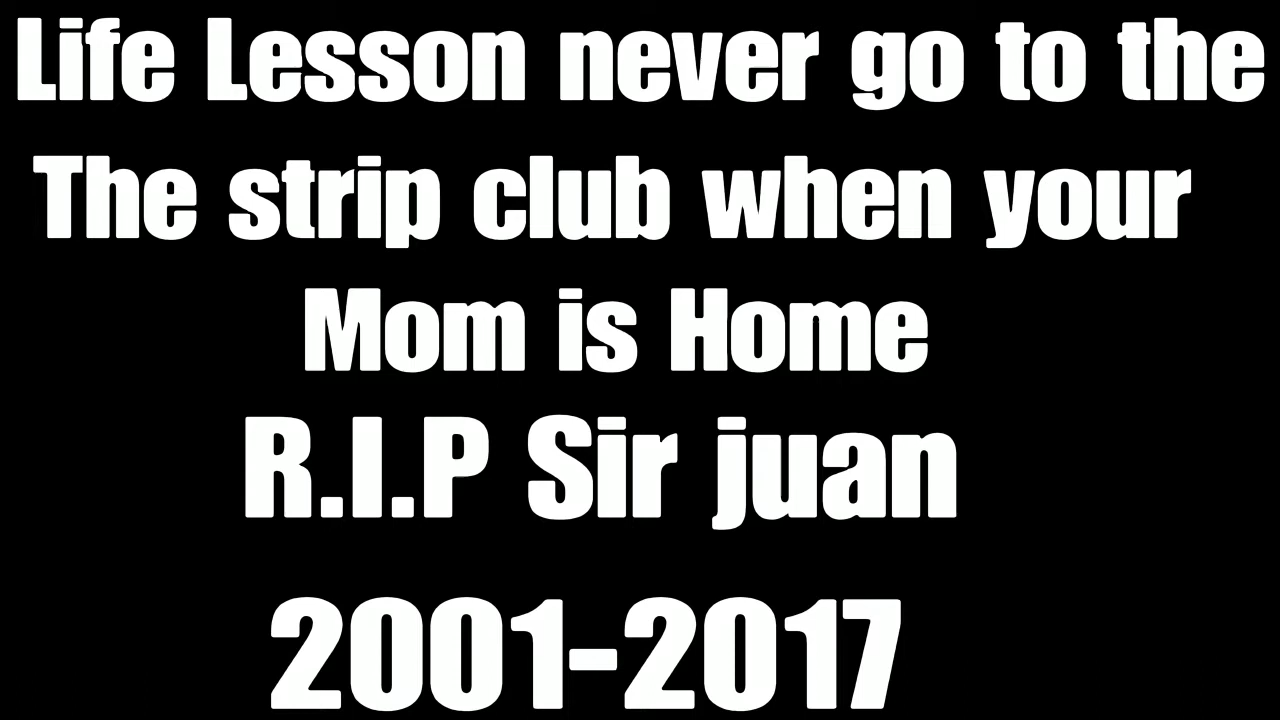 Life Lesson never go to the
The strip club when your
Mom is Home
R.I.P Sir juan
2001-2017